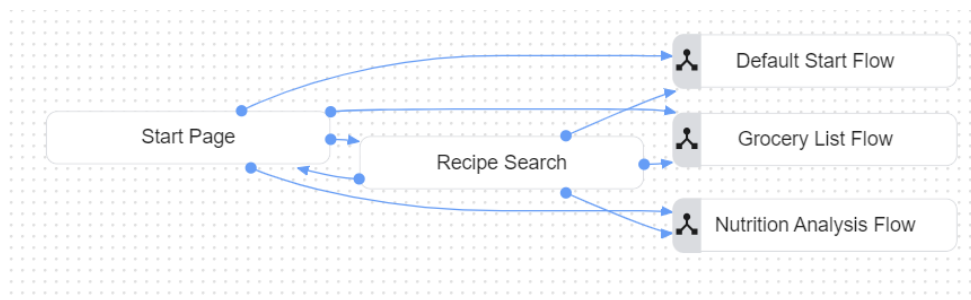 Start Page
Recipe Search
Default Start Flow
Grocery List Flow
Nutrition Analysis Flow